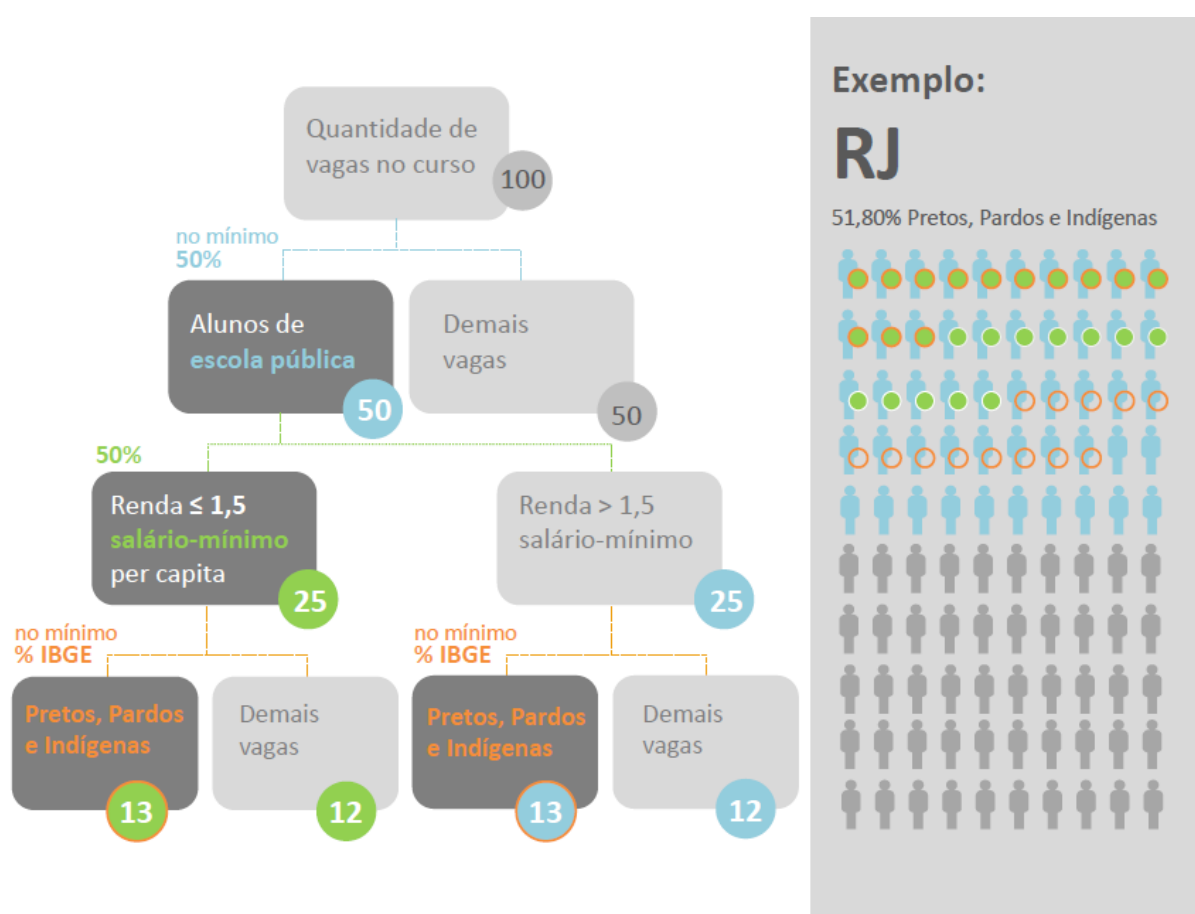 Quantidade de
vagas no curso
100
no mínimo
50%
Alunos de
escola pública
50
Demais
vagas
50
50%
Renda ≤ 1,5
salário-mínimo
per capita
25
Renda > 1,5
salário-mínimo
25
no mínimo
% IBGE
Pretos, Pardos
e Indígenas
13
Demais
vagas
12
no mínimo
% IBGE
Pretos, Pardos
e Indígenas
13
Demais
vagas
12
Exemplo:
RJ
51,80% Pretos, Pardos e Indígenas